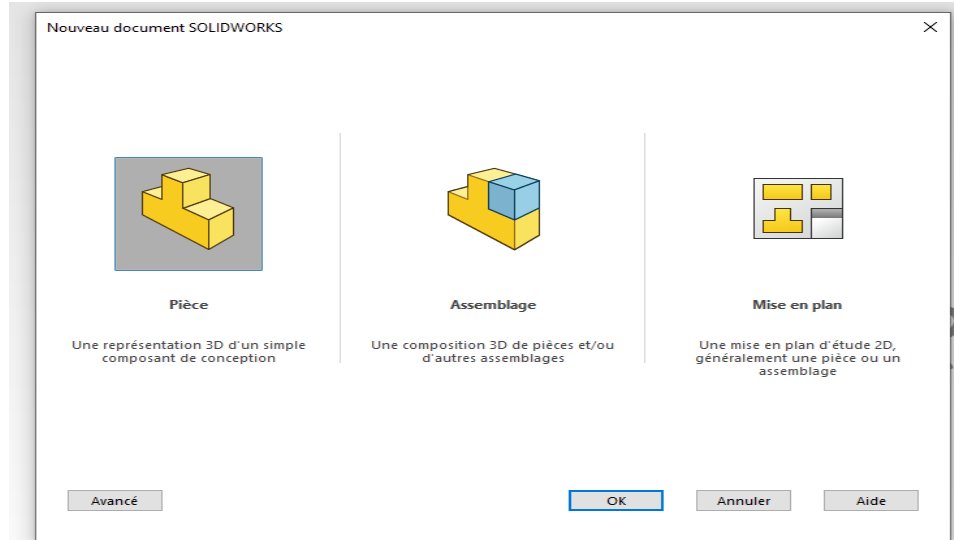 Nouveau document SOLIDWORKS
Pièce
Une représentation 3D d'un simple
composant de conception
Assemblage
Une composition 3D de pièces et/ou
d'autres assemblages
Mise en plan
Une mise en plan d'étude 2D,
généralement une pièce ou un
assemblage
Avancé
OK
Annuler
Aide